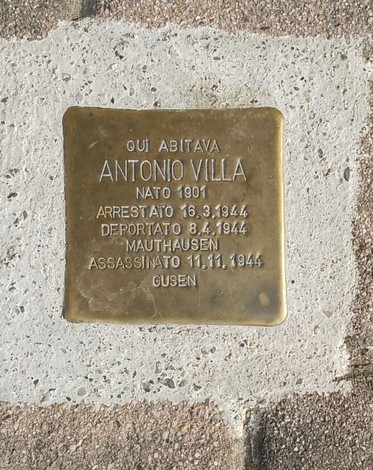 QUI ABITAVA
ANTONIO VILLA
NATO 1901
ARRESTATO 16.3.1944
DEPORTATO 8.4.1944
MAUTHAUSEN
ASSASSINATO 11.11.1944
GUSEN